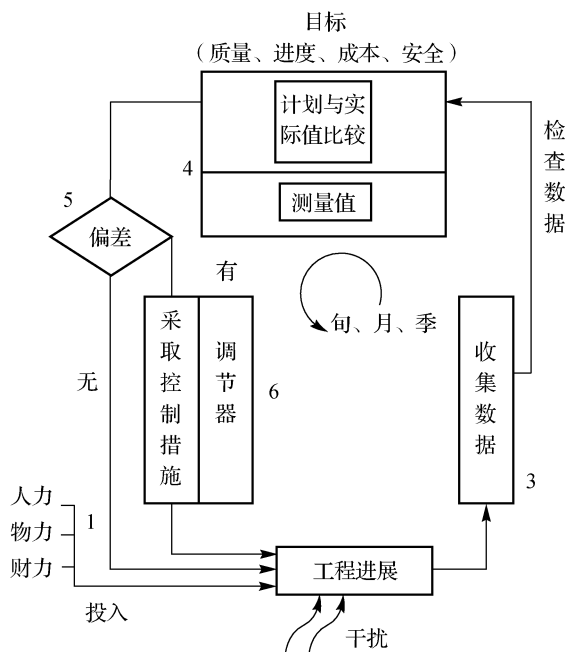 目标
（质量、进度、成本、安全）
计划与实
际值比较
4
测量值
检查数据
5
偏差
有
旬、月、季
采取控制措施
调节器
6
收集数据
3
无
人力
物力
财力
1
投入
工程进展
干扰